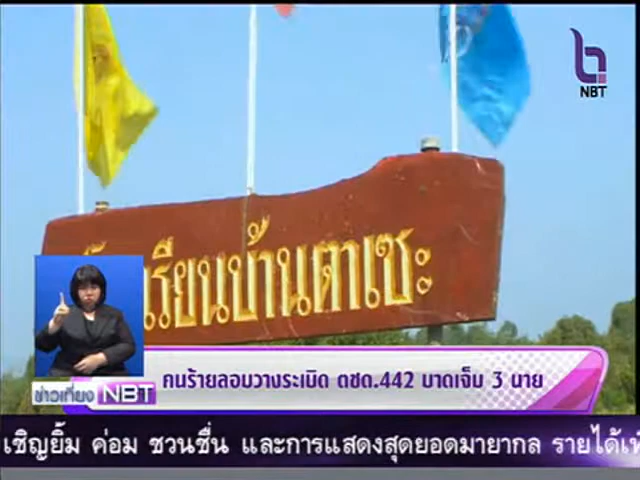 NBT
เรียนบ้านตาเซะ
คนร้ายลอบวางระเบิด ตชด.442 บาดเจ็บ 3 นาย
ข่าวเที่ยง NBT
เชิญยิ้ม ค่อม ชวนชื่น และการแสดงสุดยอดมายากล รายได้เ